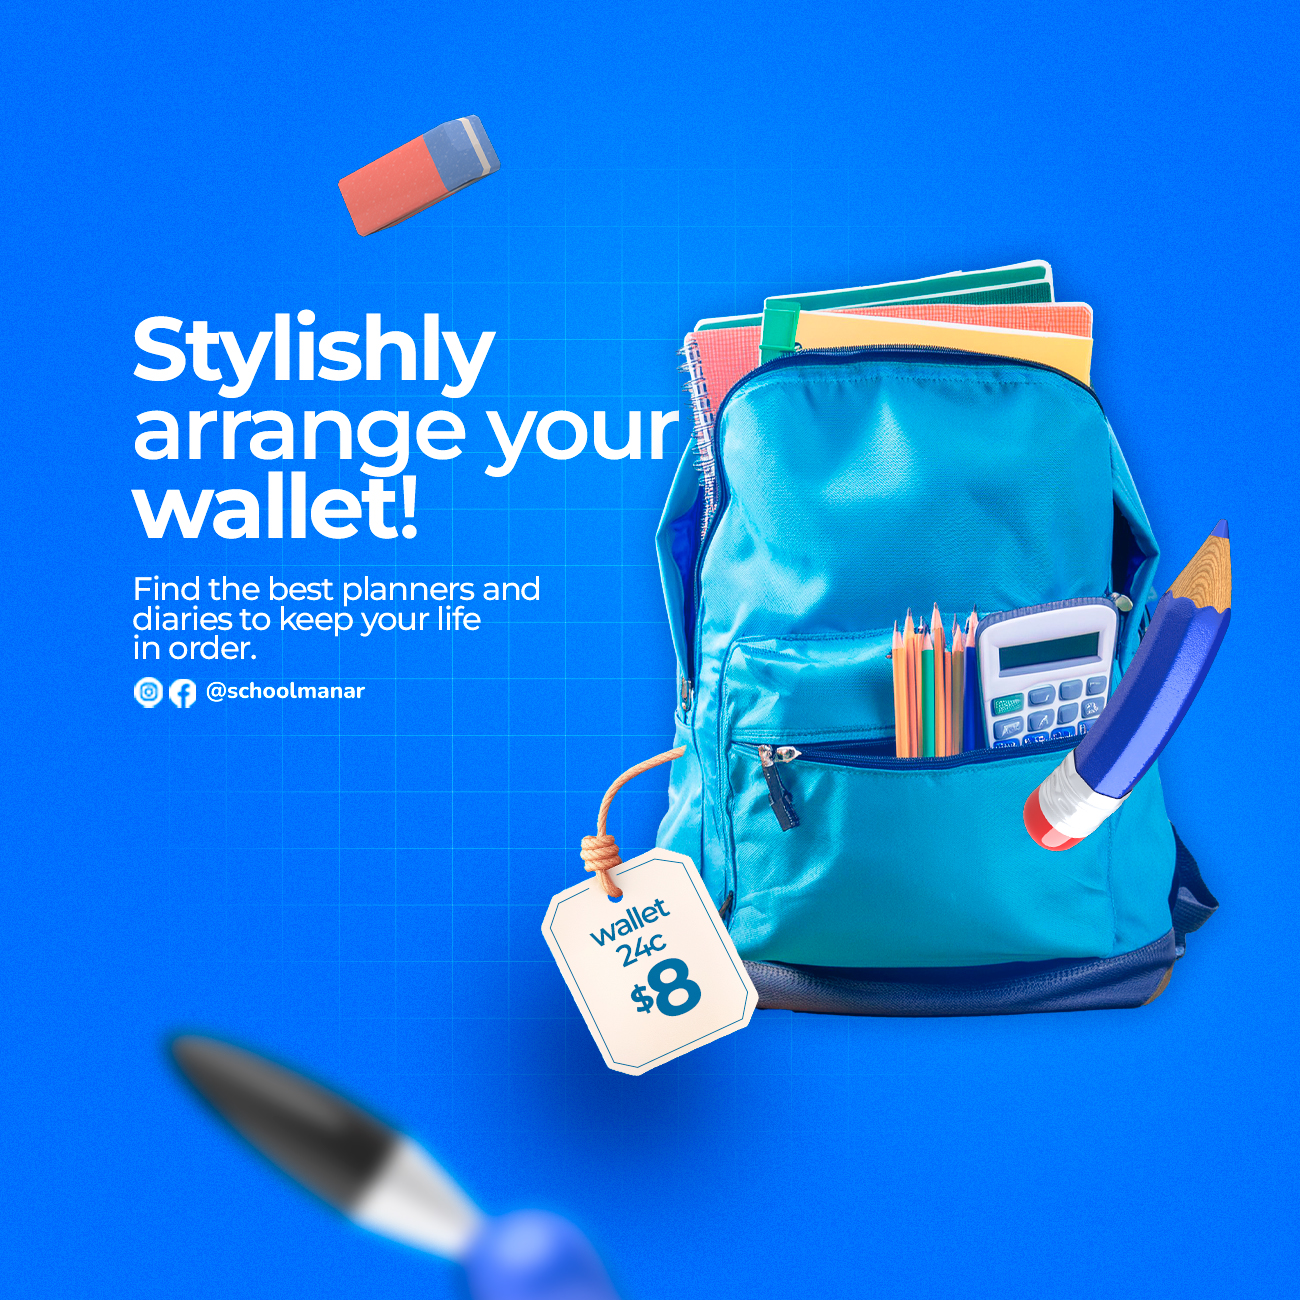 Stylishly
arrange your
wallet!
Find the best planners and
diaries to keep your life
in order.
@schoolmanar
wallet
24c
$8